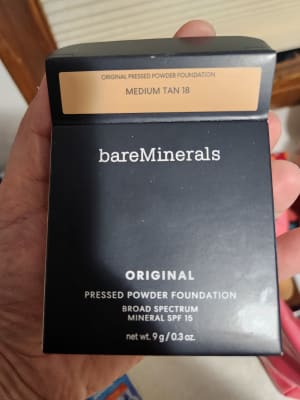 ORIGINAL PRESSED POWDER FOUNDATION
MEDIUM TAN 18
bareMinerals
ORIGINAL
PRESSED POWDER FOUNDATION
BROAD SPECTRUM
MINERAL SPF 15
net wt. 9 g / 0.3 oz.